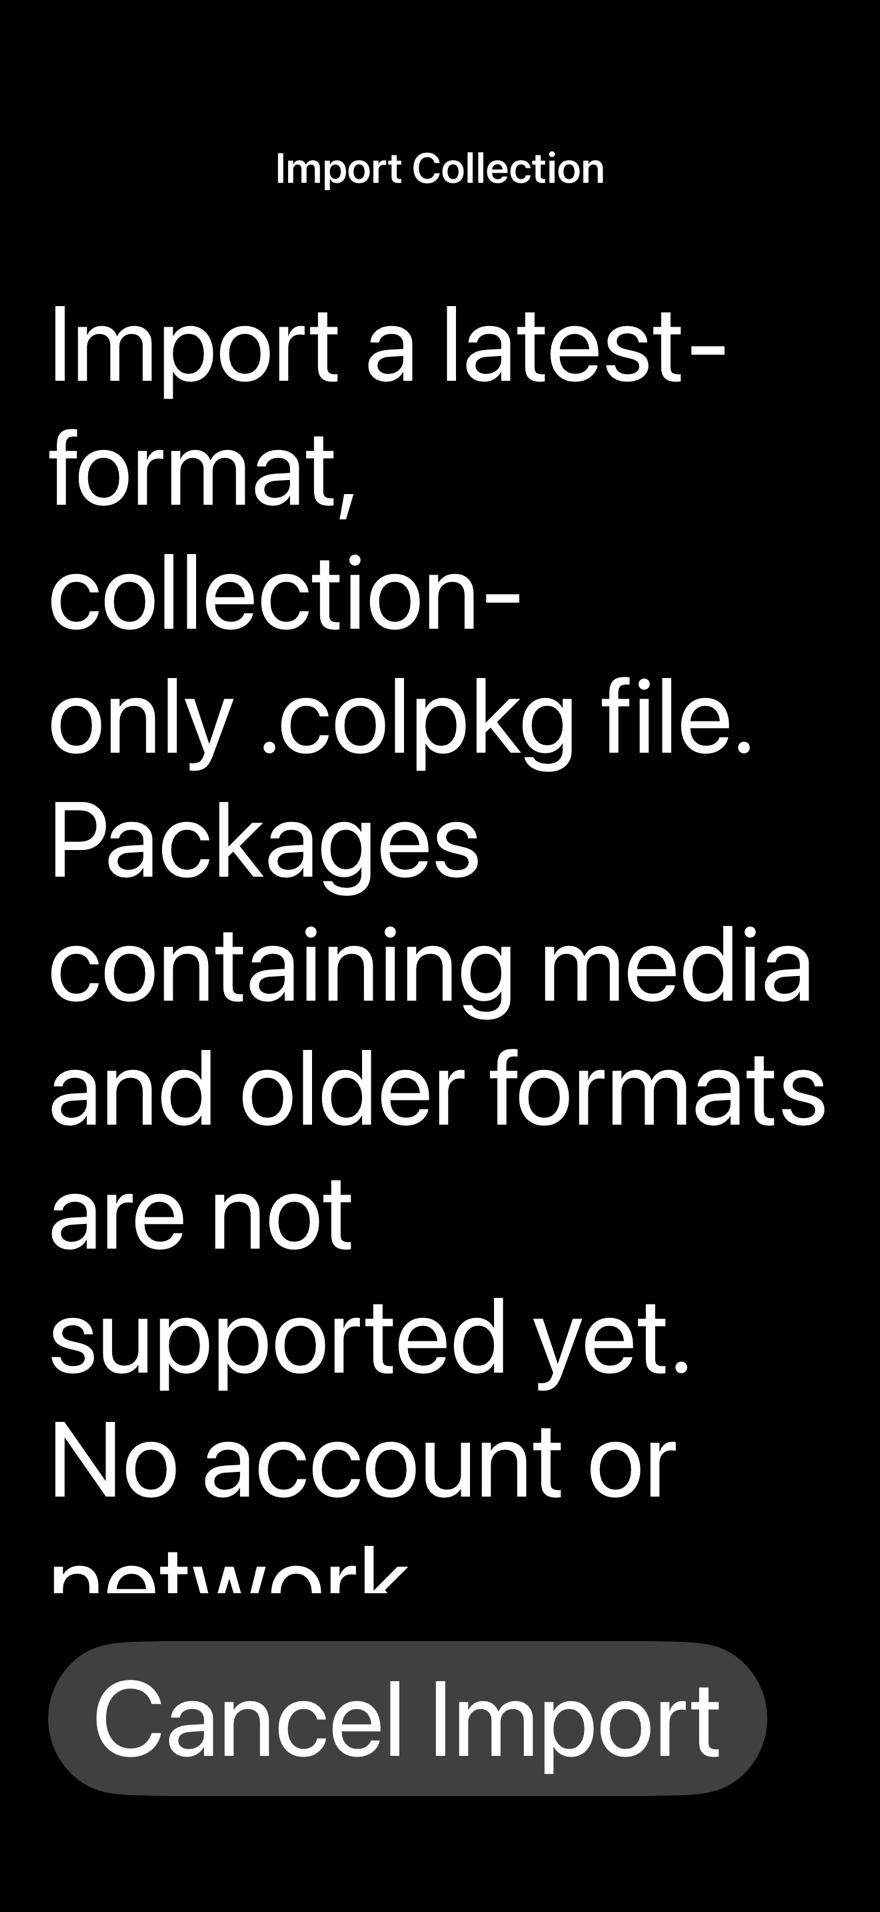 Import Collection
Import a latest-
format,
collection-
only .colpkg file.
Packages
containing media
and older formats
are not
supported yet.
No account or
network
Cancel Import